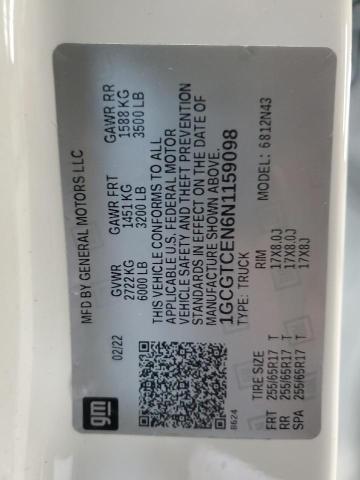 MFD BY GENERAL MOTORS LLC
02/22
GVWR GAWR FRT GAWR RR
2722 KG 1451 KG 1588 KG
6000 LB 3200 LB 3500 LB
THIS VEHICLE CONFORMS TO ALL
APPLICABLE U.S. FEDERAL MOTOR
VEHICLE SAFETY AND THEFT PREVENTION
STANDARDS IN EFFECT ON THE DATE OF
MANUFACTURE SHOWN ABOVE.
1GCGTCEN6N1159098
TYPE: TRUCK MODEL: 6812N43
gm
8624
TIRE SIZE RIM
FRT 255/65R17 T 17X8.0J
RR 255/65R17 T 17X8.0J
SPA 255/65R17 T 17X8J